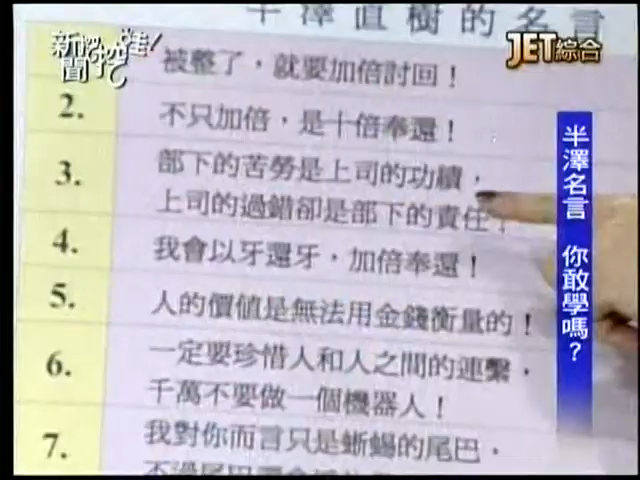 半澤直樹的名言
新聞挖挖哇!
JET綜合
被整了，就要加倍討回！
2. 不只加倍，是十倍奉還！
3. 部下的苦勞是上司的功績，
上司的過錯卻是部下的責任！
4. 我會以牙還牙，加倍奉還！
5. 人的價值是無法用金錢衡量的！
6. 一定要珍惜人和人之間的連繫，
千萬不要做一個機器人！
7. 我對你而言只是蜥蜴的尾巴，
半澤名言 你敢學嗎？